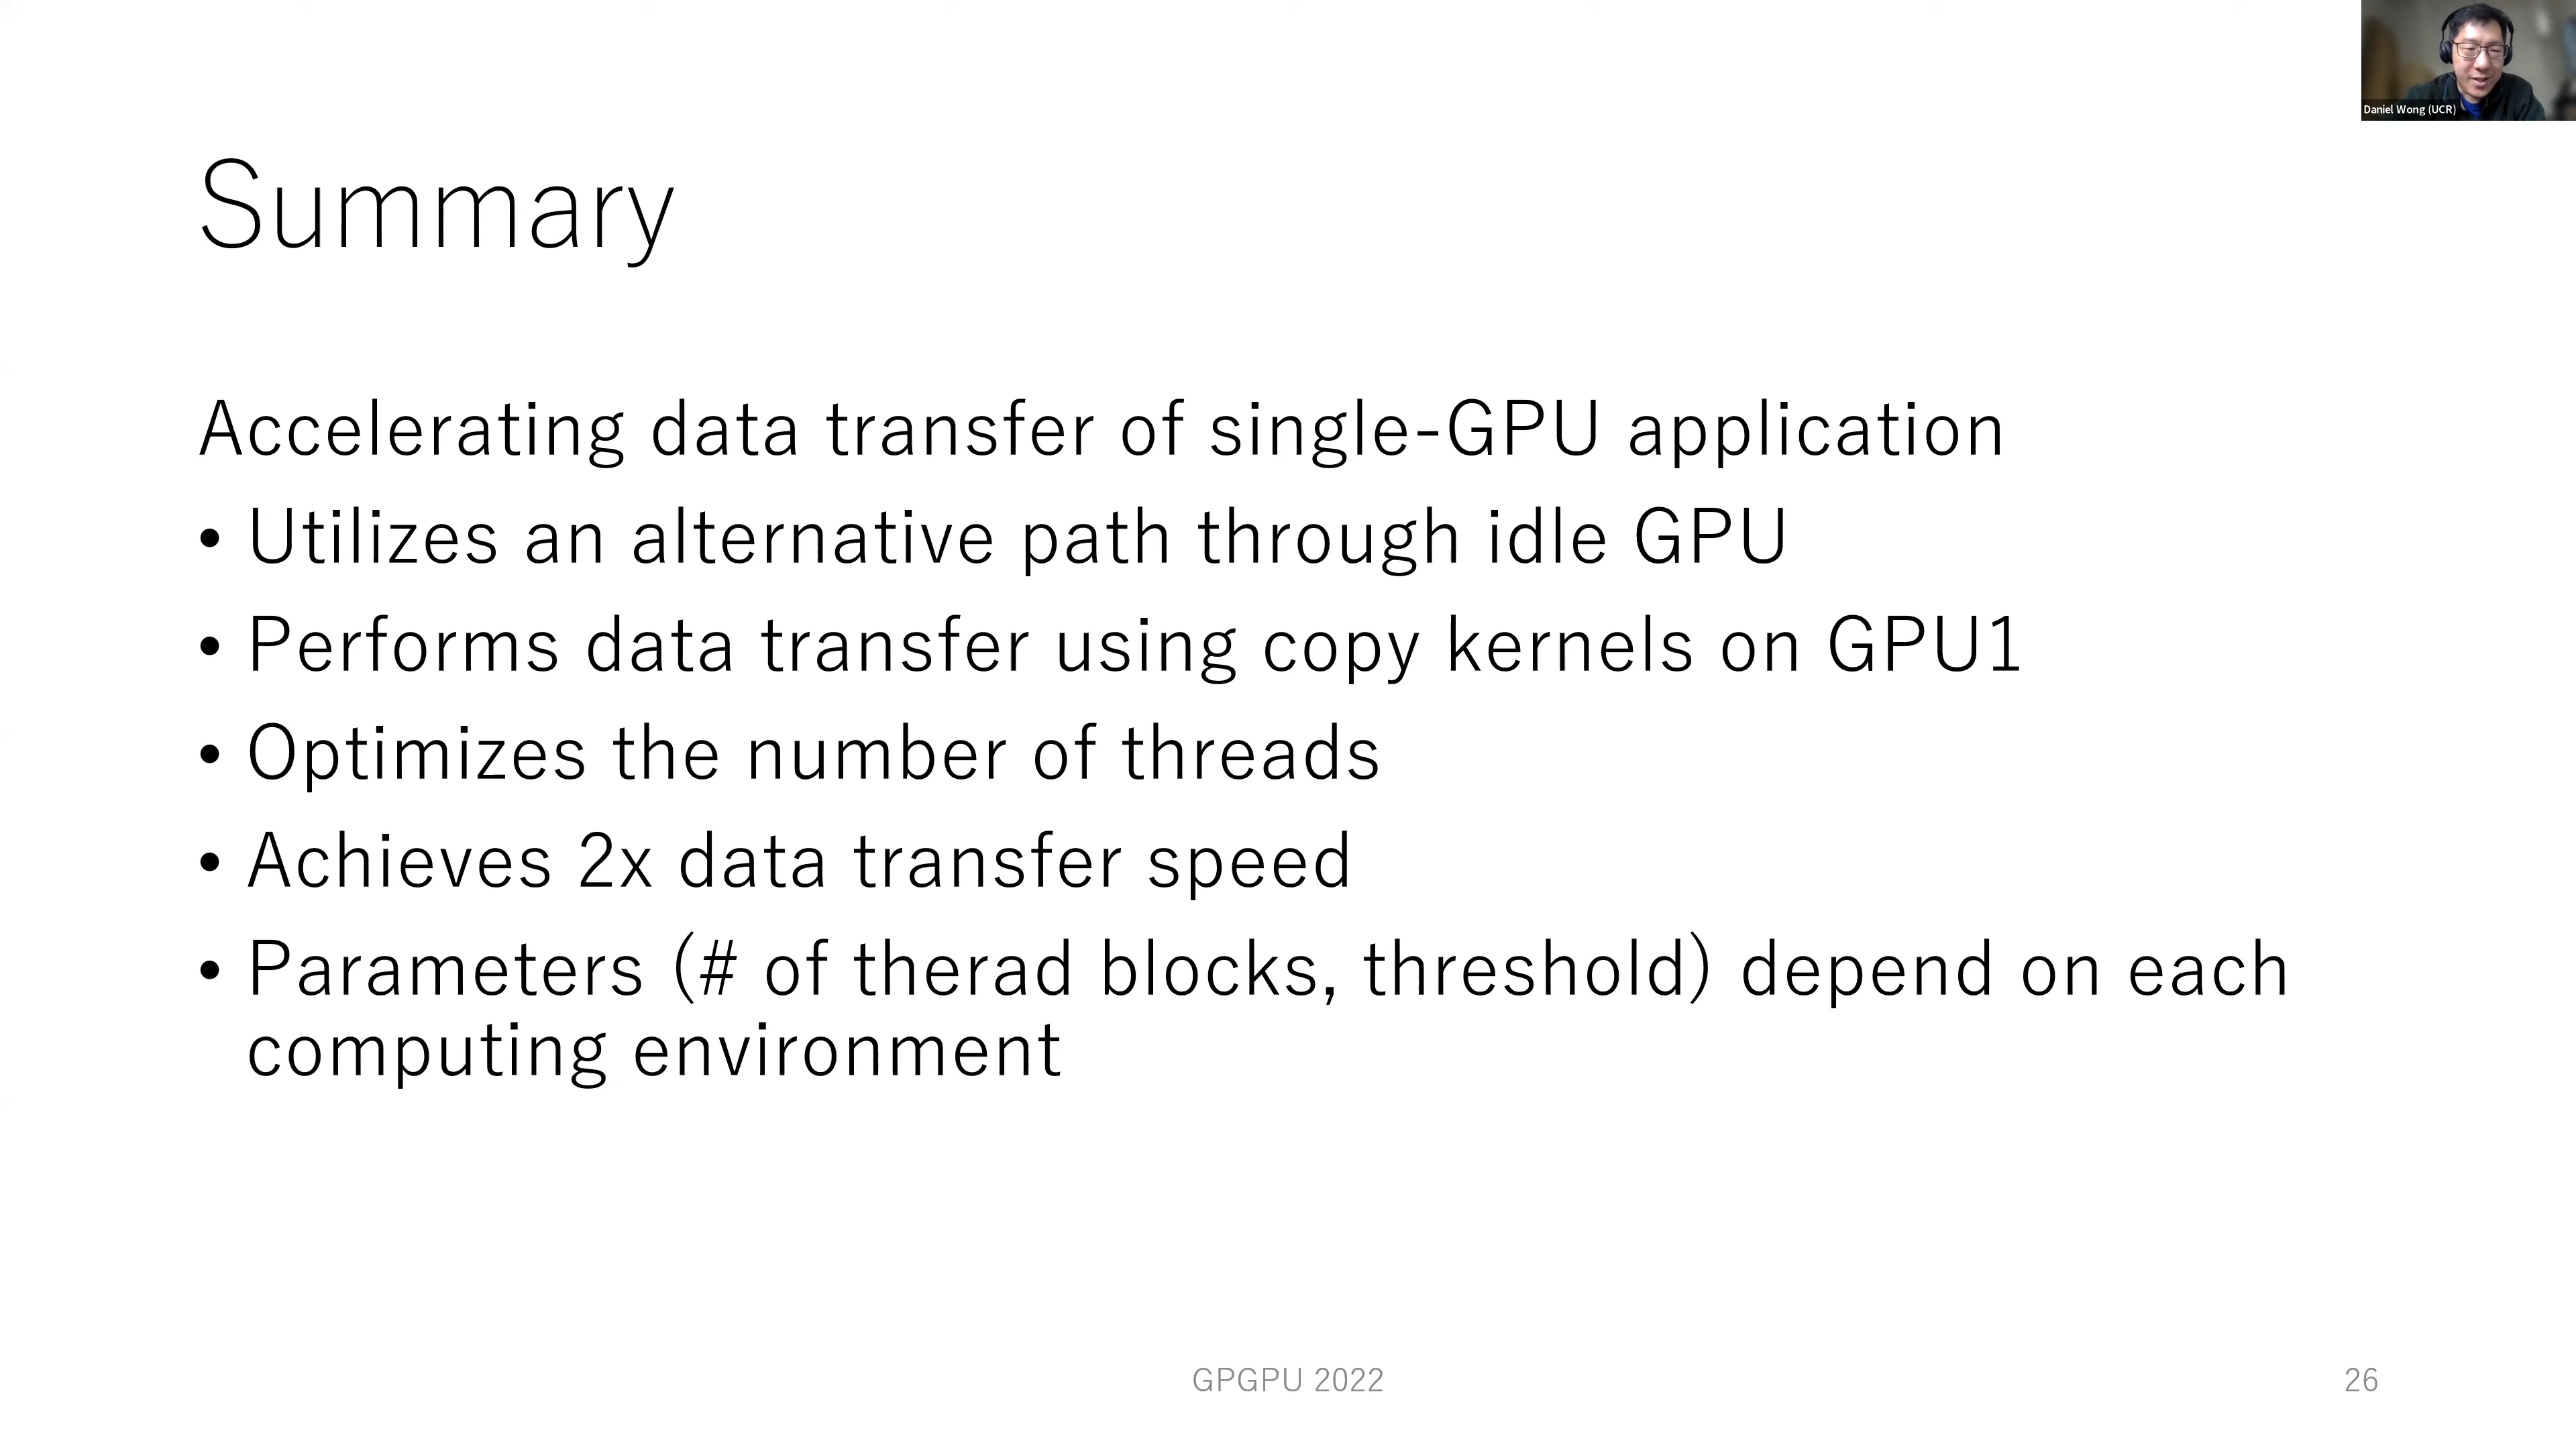 Daniel Wong (UCR)
Summary
Accelerating data transfer of single-GPU application
• Utilizes an alternative path through idle GPU
• Performs data transfer using copy kernels on GPU1
• Optimizes the number of threads
• Achieves 2x data transfer speed
• Parameters (# of therad blocks, threshold) depend on each
computing environment
GPGPU 2022
26